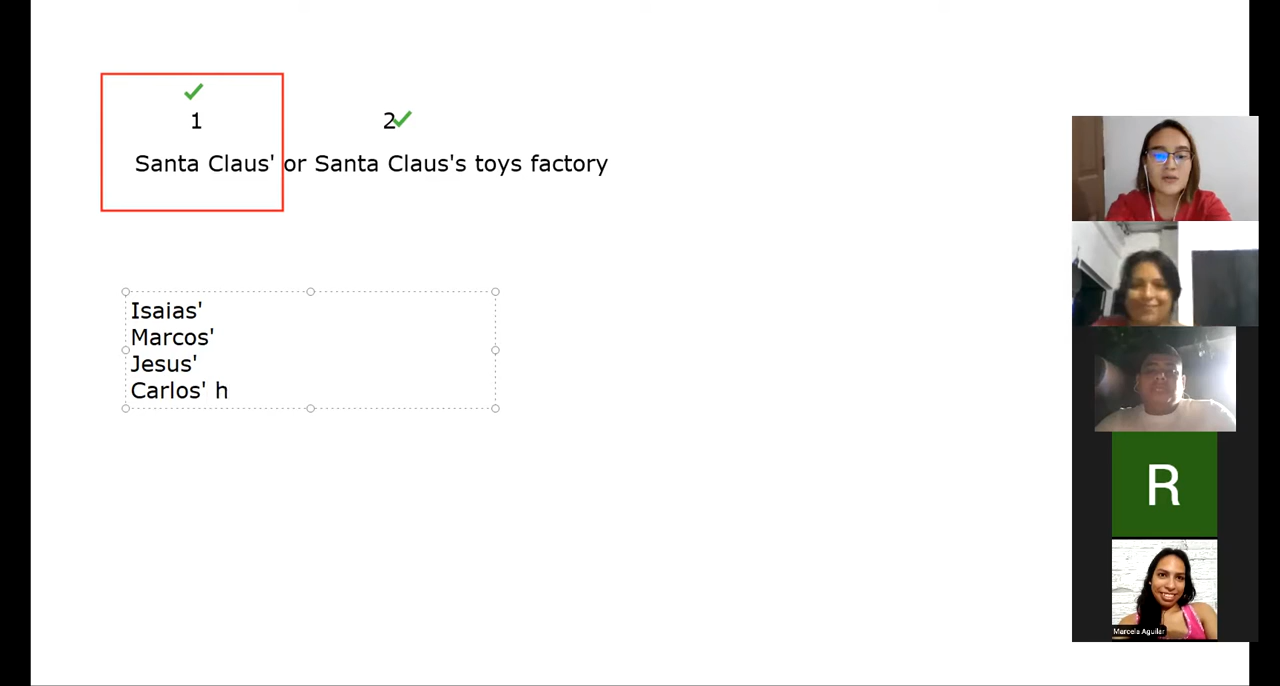 1
2
Santa Claus' or Santa Claus's toys factory
Isaias'
Marcos'
Jesus'
Carlos' h
R
Marcela Aguilar